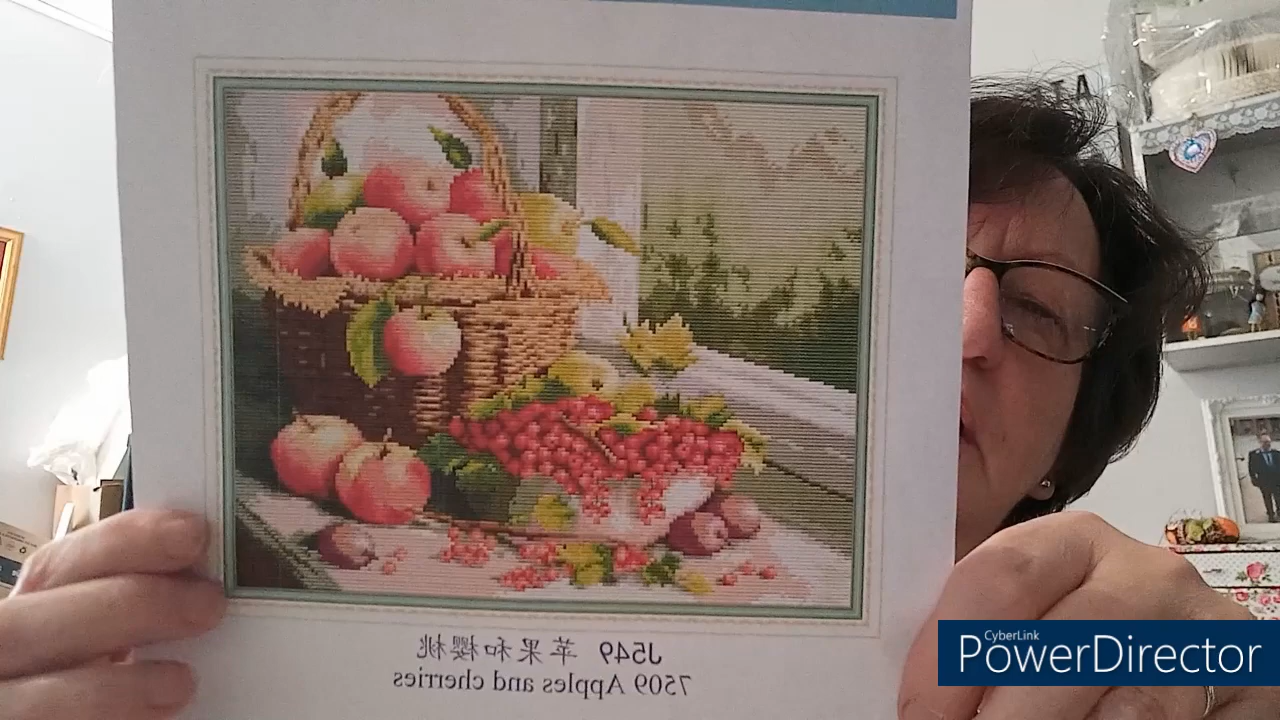 J549 苹果和樱桃
7509 Apples and cherries
CyberLink
PowerDirector